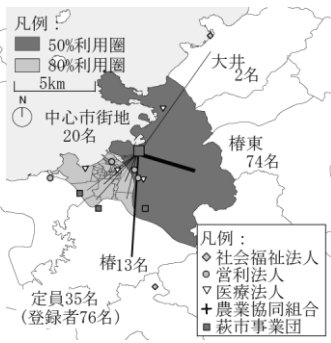 凡例：
50%利用圏
80%利用圏
5km
N
中心市街地
20名
大井
2名
椿東
74名
椿13名
定員35名
(登録者76名)
凡例：
社会福祉法人
営利法人
医療法人
農業協同組合
萩市事業団